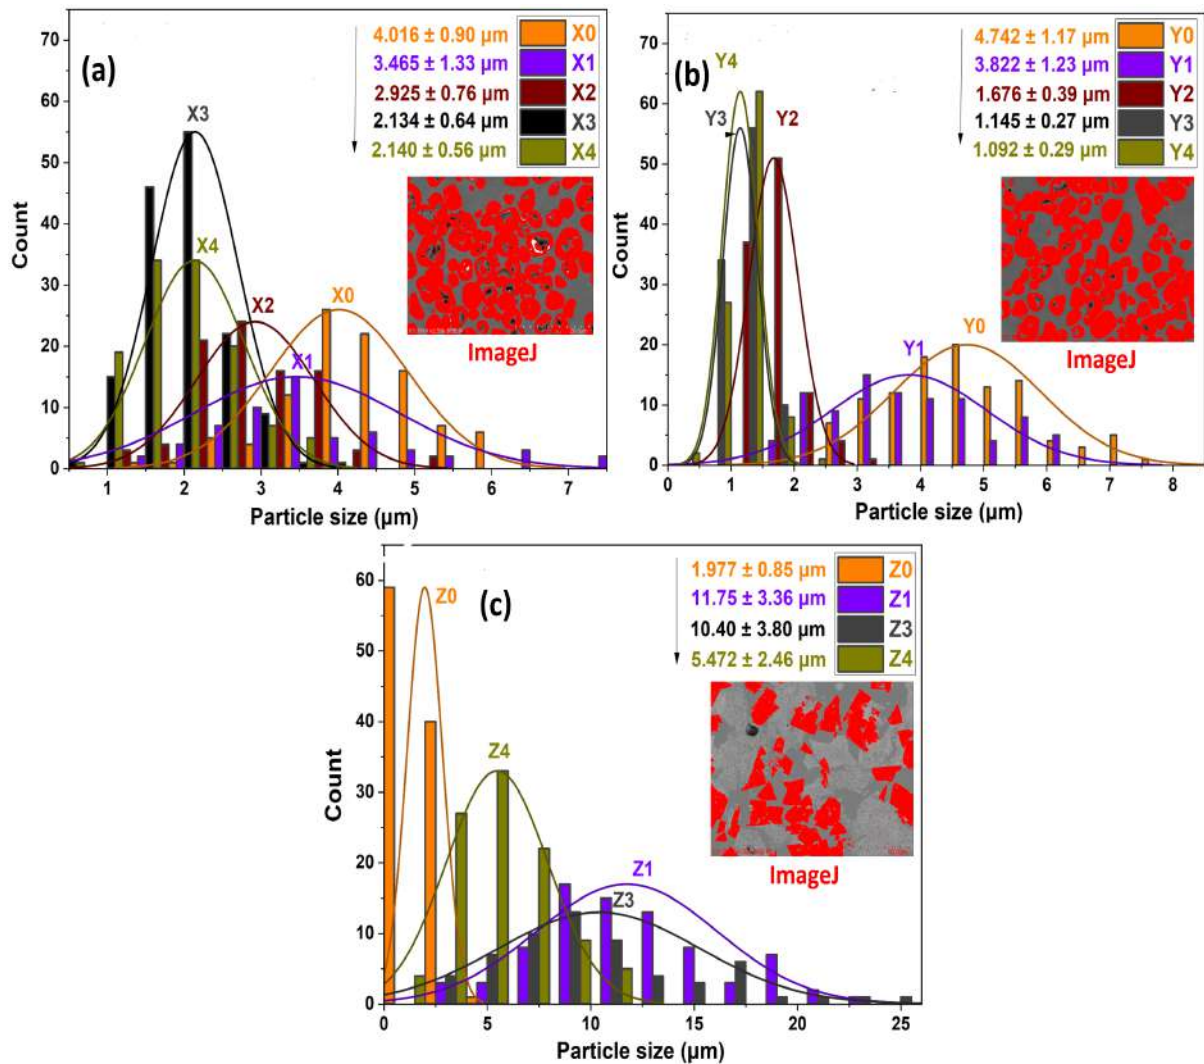 (a)
4.016 ± 0.90 µm X0
3.465 ± 1.33 µm X1
2.925 ± 0.76 µm X2
2.134 ± 0.64 µm X3
2.140 ± 0.56 µm X4
70
60
50
40
30
20
10
0
Count
X3
X4
X2
X0
X1
ImageJ
1 2 3 4 5 6 7
Particle size (µm)
(b)
4.742 ± 1.17 µm Y0
3.822 ± 1.23 µm Y1
1.676 ± 0.39 µm Y2
1.145 ± 0.27 µm Y3
1.092 ± 0.29 µm Y4
70
60
50
40
30
20
10
0
Count
Y4
Y3
Y2
Y1
Y0
ImageJ
0 1 2 3 4 5 6 7 8
Particle size (µm)
(c)
1.977 ± 0.85 µm Z0
11.75 ± 3.36 µm Z1
10.40 ± 3.80 µm Z3
5.472 ± 2.46 µm Z4
60
50
40
30
20
10
0
Count
Z0
Z4
Z1
Z3
ImageJ
0 5 10 15 20 25
Particle size (µm)